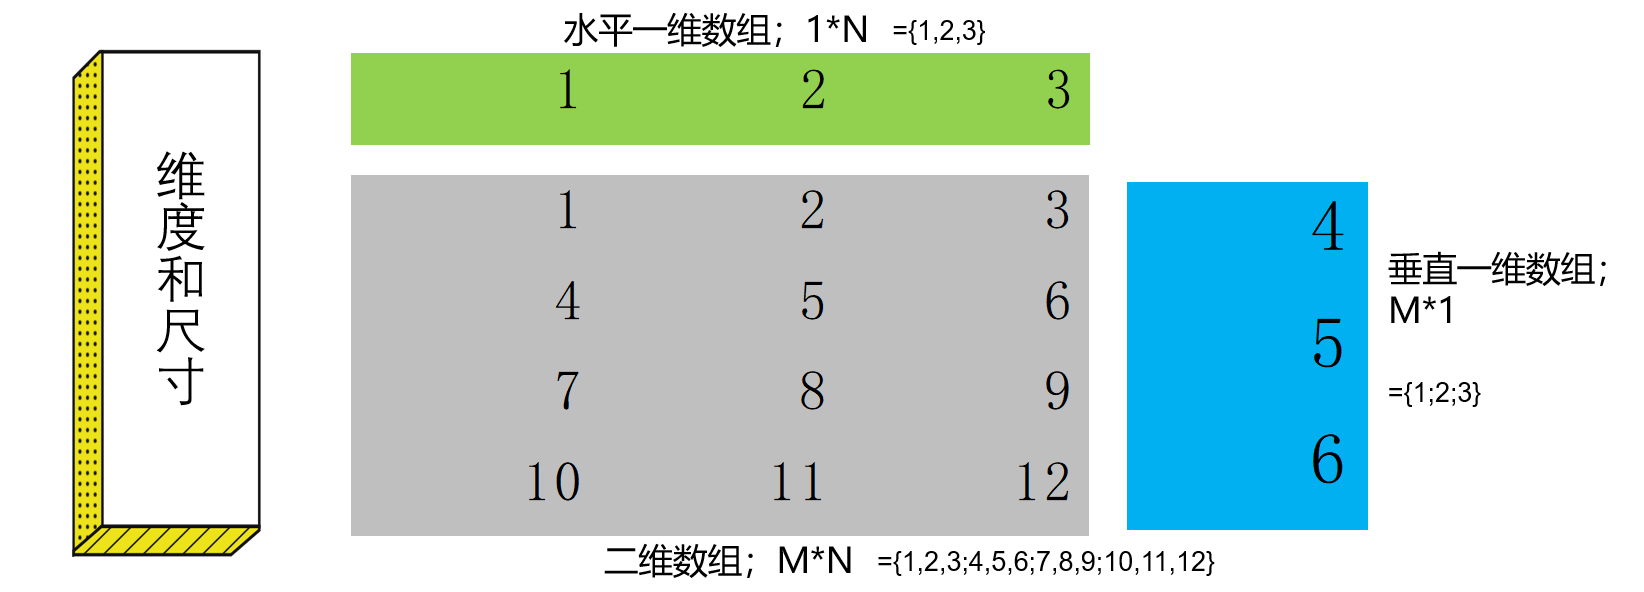 维度和尺寸
水平一维数组；1*N ={1,2,3}
1 2 3
1 2 3
4 5 6
7 8 9
10 11 12
二维数组；M*N ={1,2,3;4,5,6;7,8,9;10,11,12}
4
5
6
垂直一维数组；
M*1
={1;2;3}